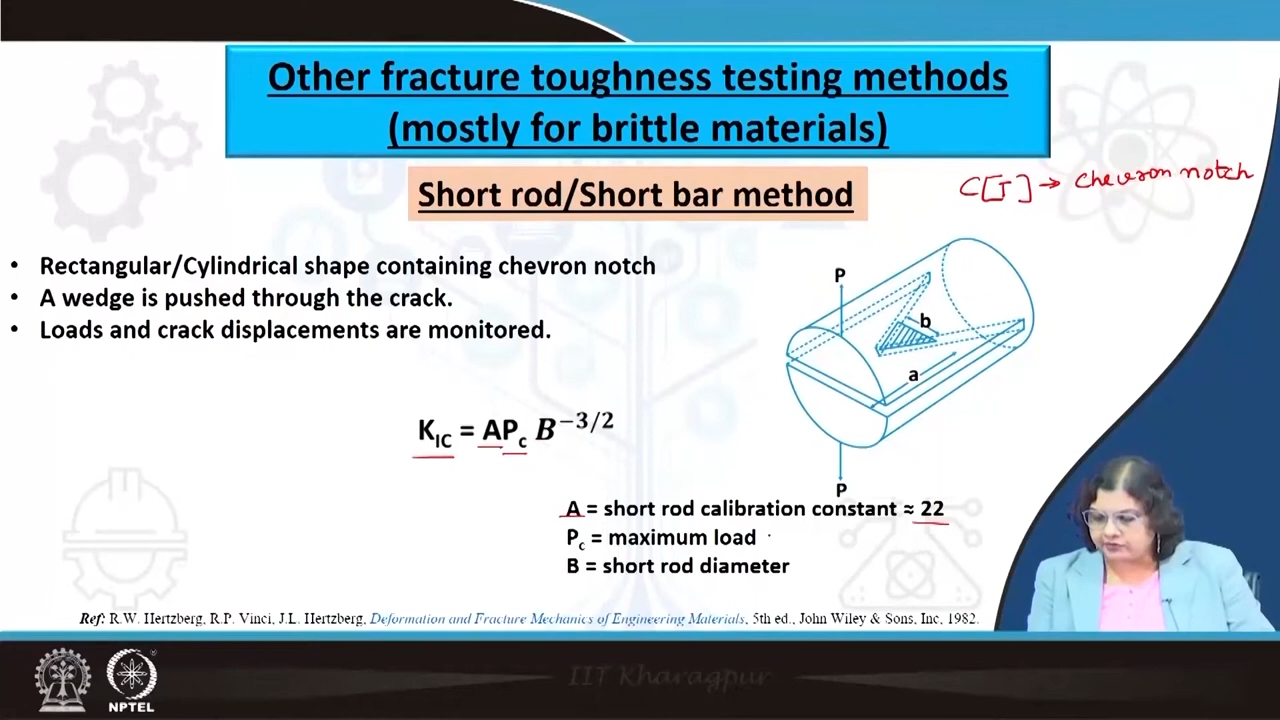 Other fracture toughness testing methods
(mostly for brittle materials)
Short rod/Short bar method
C[T] → chevron notch
• Rectangular/Cylindrical shape containing chevron notch
• A wedge is pushed through the crack.
• Loads and crack displacements are monitored.
P
b
a
P
K_IC = AP_c B^{-3/2}
A = short rod calibration constant ≈ 22
P_c = maximum load
B = short rod diameter
Ref: R.W. Hertzberg, R.P. Vinci, J.L. Hertzberg, Deformation and Fracture Mechanics of Engineering Materials, 5th ed., John Wiley & Sons, Inc, 1982.
IIT Kharagpur
NPTEL